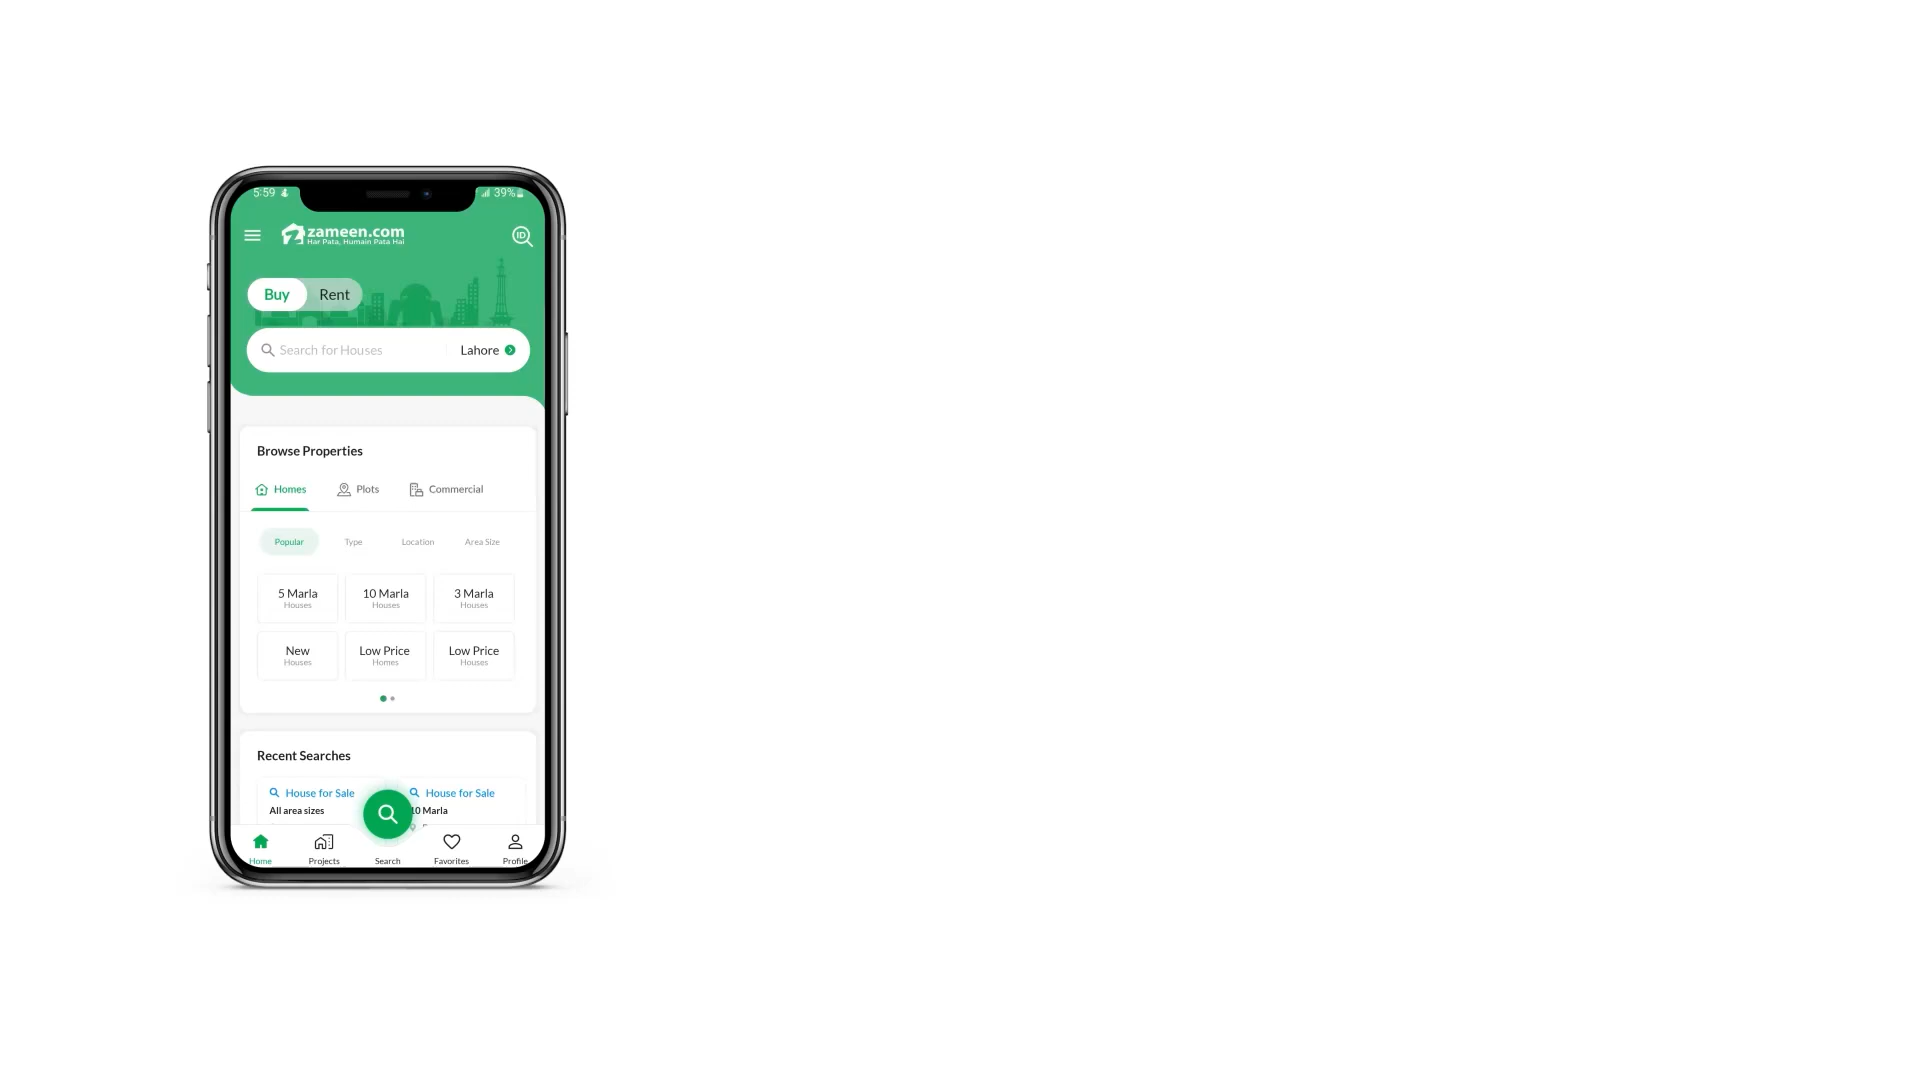 5:59
39%
zameen.com
Har Pata, Humain Pata Hai
ID
Buy Rent
Search for Houses Lahore
Browse Properties
Homes Plots Commercial
Popular Type Location Area Size
5 Marla 10 Marla 3 Marla
Houses Houses Houses
New Low Price Low Price
Houses Homes Houses
Recent Searches
House for Sale House for Sale
All area sizes 10 Marla
Home Projects Search Favorites Profile